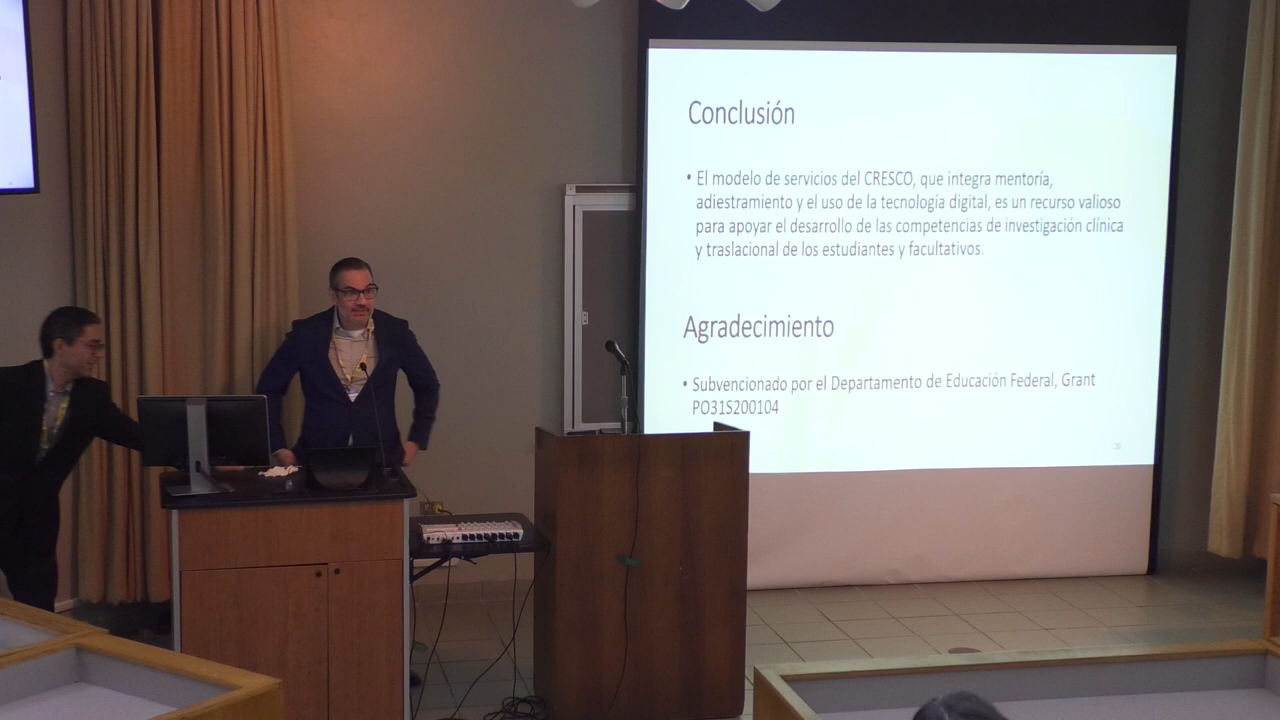 Conclusión
• El modelo de servicios del CRESCO, que integra mentoría,
adiestramiento y el uso de la tecnología digital, es un recurso valioso
para apoyar el desarrollo de las competencias de investigación clínica
y traslacional de los estudiantes y facultativos.
Agradecimiento
• Subvencionado por el Departamento de Educación Federal, Grant
PO31S200104